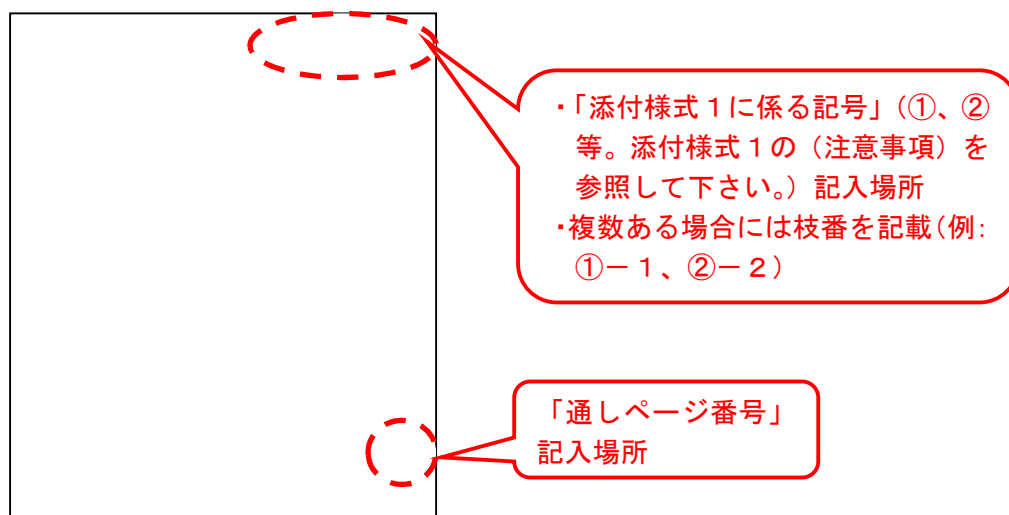 ・「添付様式１に係る記号」（①、②
等。添付様式１の（注意事項）を
参照して下さい。）記入場所
・複数ある場合には枝番を記載（例：
①－１、②－２）
「通しページ番号」
記入場所